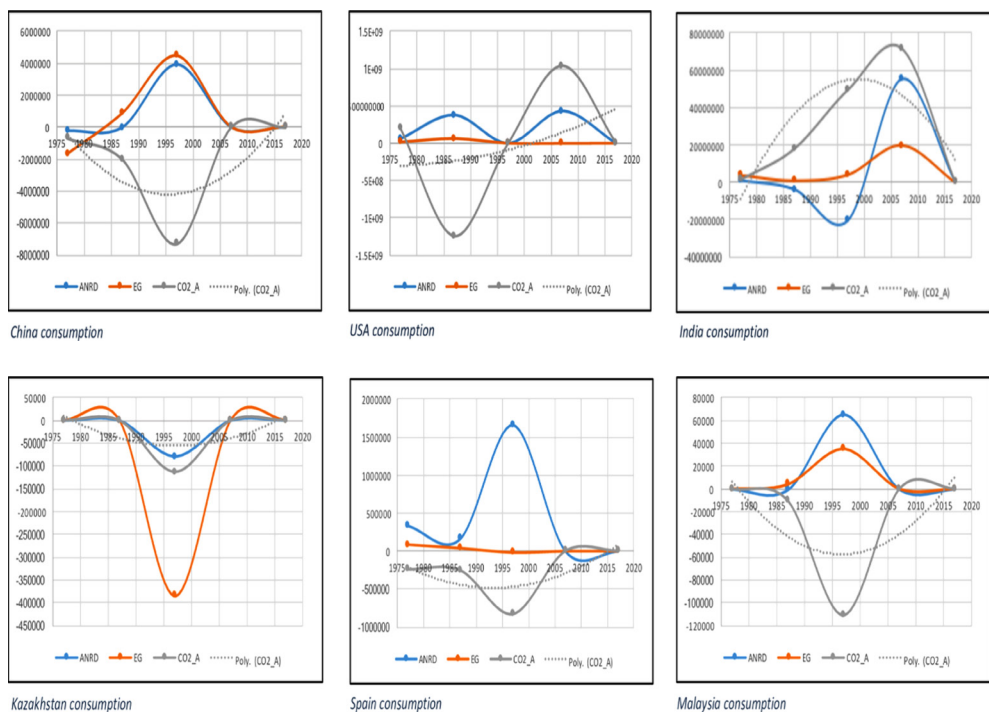 6000000
4000000
2000000
0
1975 1980 1985 1990 1995 2000 2005 2010 2015 2020
-2000000
-4000000
-6000000
-8000000
ANRD EG CO2_A Poly. (CO2_A)
China consumption
1.5E+09
1E+09
00000000
0
1975 1980 1985 1990 1995 2000 2005 2010 2015 2020
-5E+08
-1E+09
-1.5E+09
ANRD EG CO2_A Poly. (CO2_A)
USA consumption
80000000
60000000
40000000
20000000
0
1975 1980 1985 1990 1995 2000 2005 2010 2015 2020
-20000000
-40000000
ANRD EG CO2_A Poly. (CO2_A)
India consumption
50000
0
1975 1980 1985 1990 1995 2000 2005 2010 2015 2020
-50000
-100000
-150000
-200000
-250000
-300000
-350000
-400000
-450000
ANRD EG CO2_A Poly. (CO2_A)
Kazakhstan consumption
2000000
1500000
1000000
500000
0
1975 1980 1985 1990 1995 2000 2005 2010 2015 2020
-500000
-1000000
ANRD EG CO2_A Poly. (CO2_A)
Spain consumption
80000
60000
40000
20000
0
1975 1980 1985 1990 1995 2000 2005 2010 2015 2020
-20000
-40000
-60000
-80000
-100000
-120000
ANRD EG CO2_A Poly. (CO2_A)
Malaysia consumption